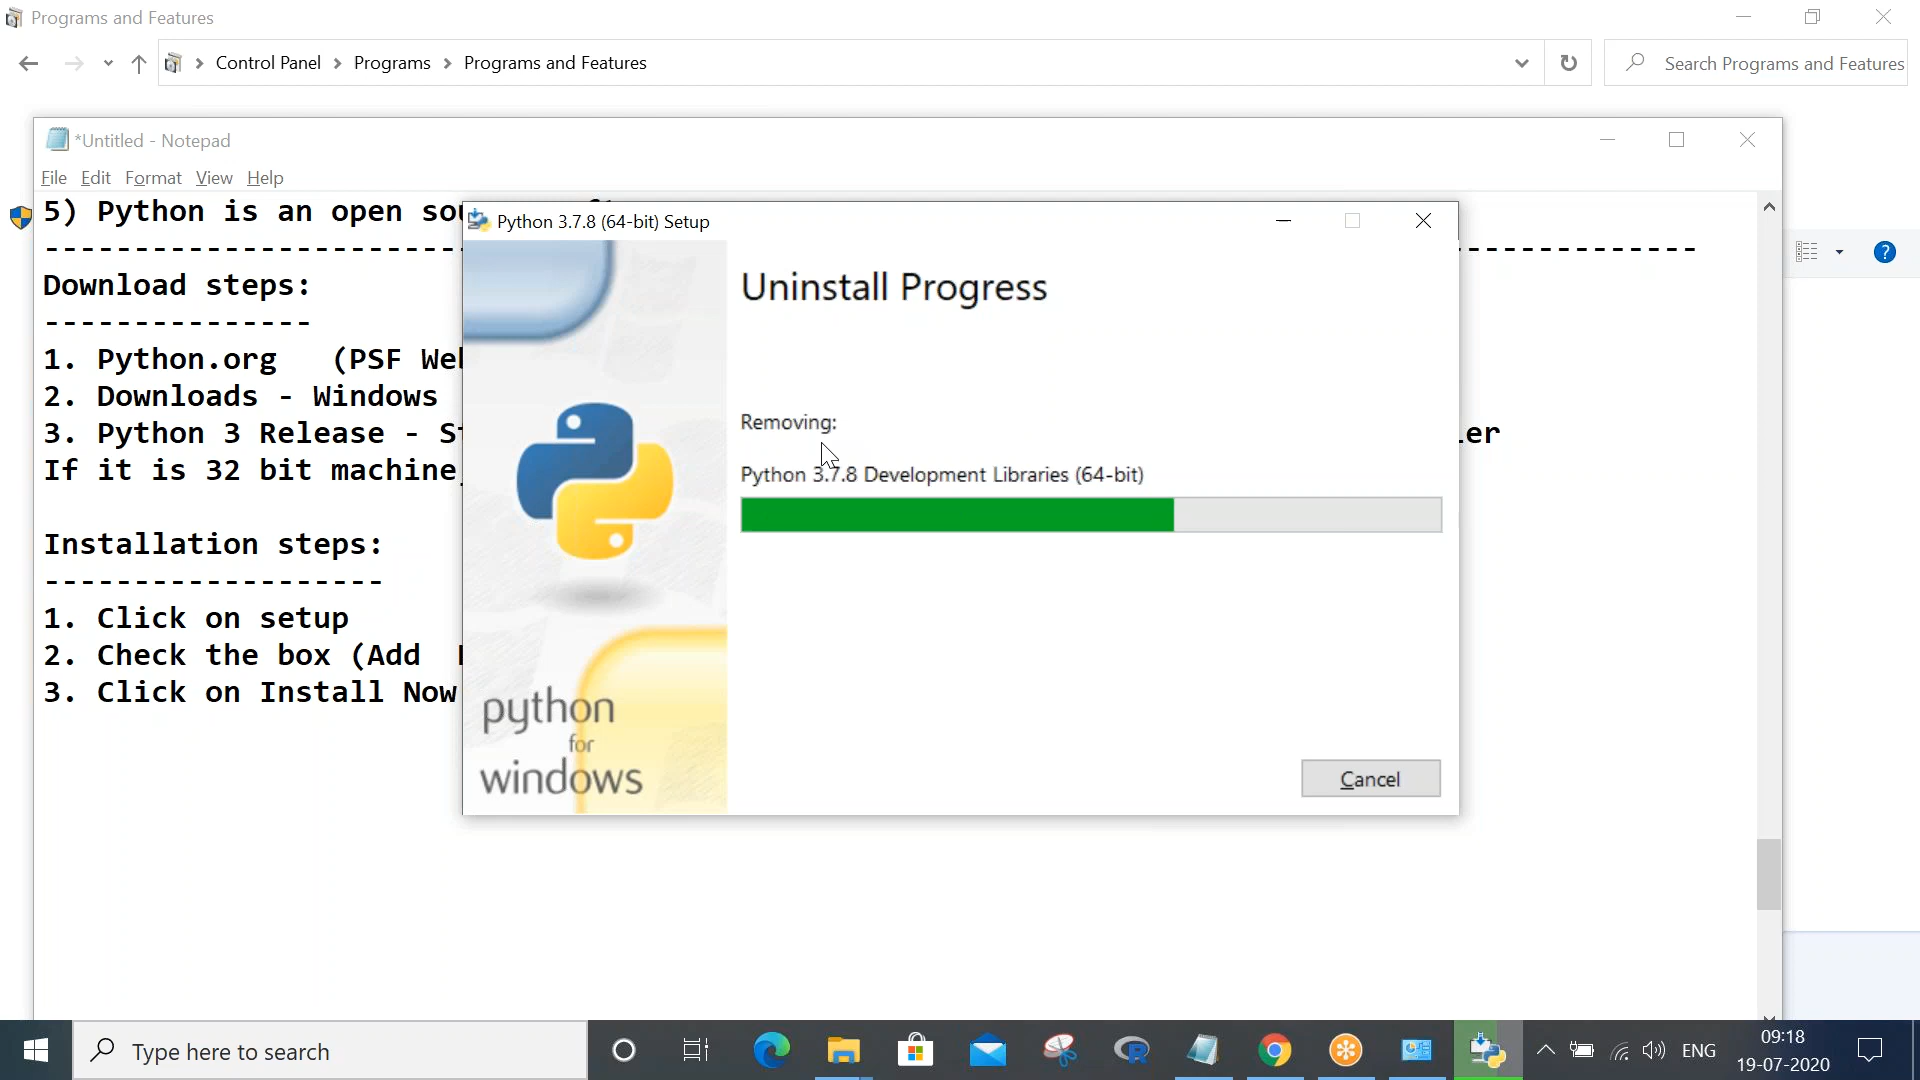 Programs and Features
Control Panel > Programs > Programs and Features
Search Programs and Features
*Untitled - Notepad
File Edit Format View Help
5) Python is an open
--------------------------------
Download steps:
---------------
1. Python.org (PSF
2. Downloads - Windows
3. Python 3 Release -
If it is 32 bit machine
Installation steps:
-------------------
1. Click on setup
2. Check the box (Add
3. Click on Install Now
Python 3.7.8 (64-bit) Setup
Uninstall Progress
Removing:
Python 3.7.8 Development Libraries (64-bit)
Cancel
python
for
windows
Type here to search
ENG
09:18
19-07-2020